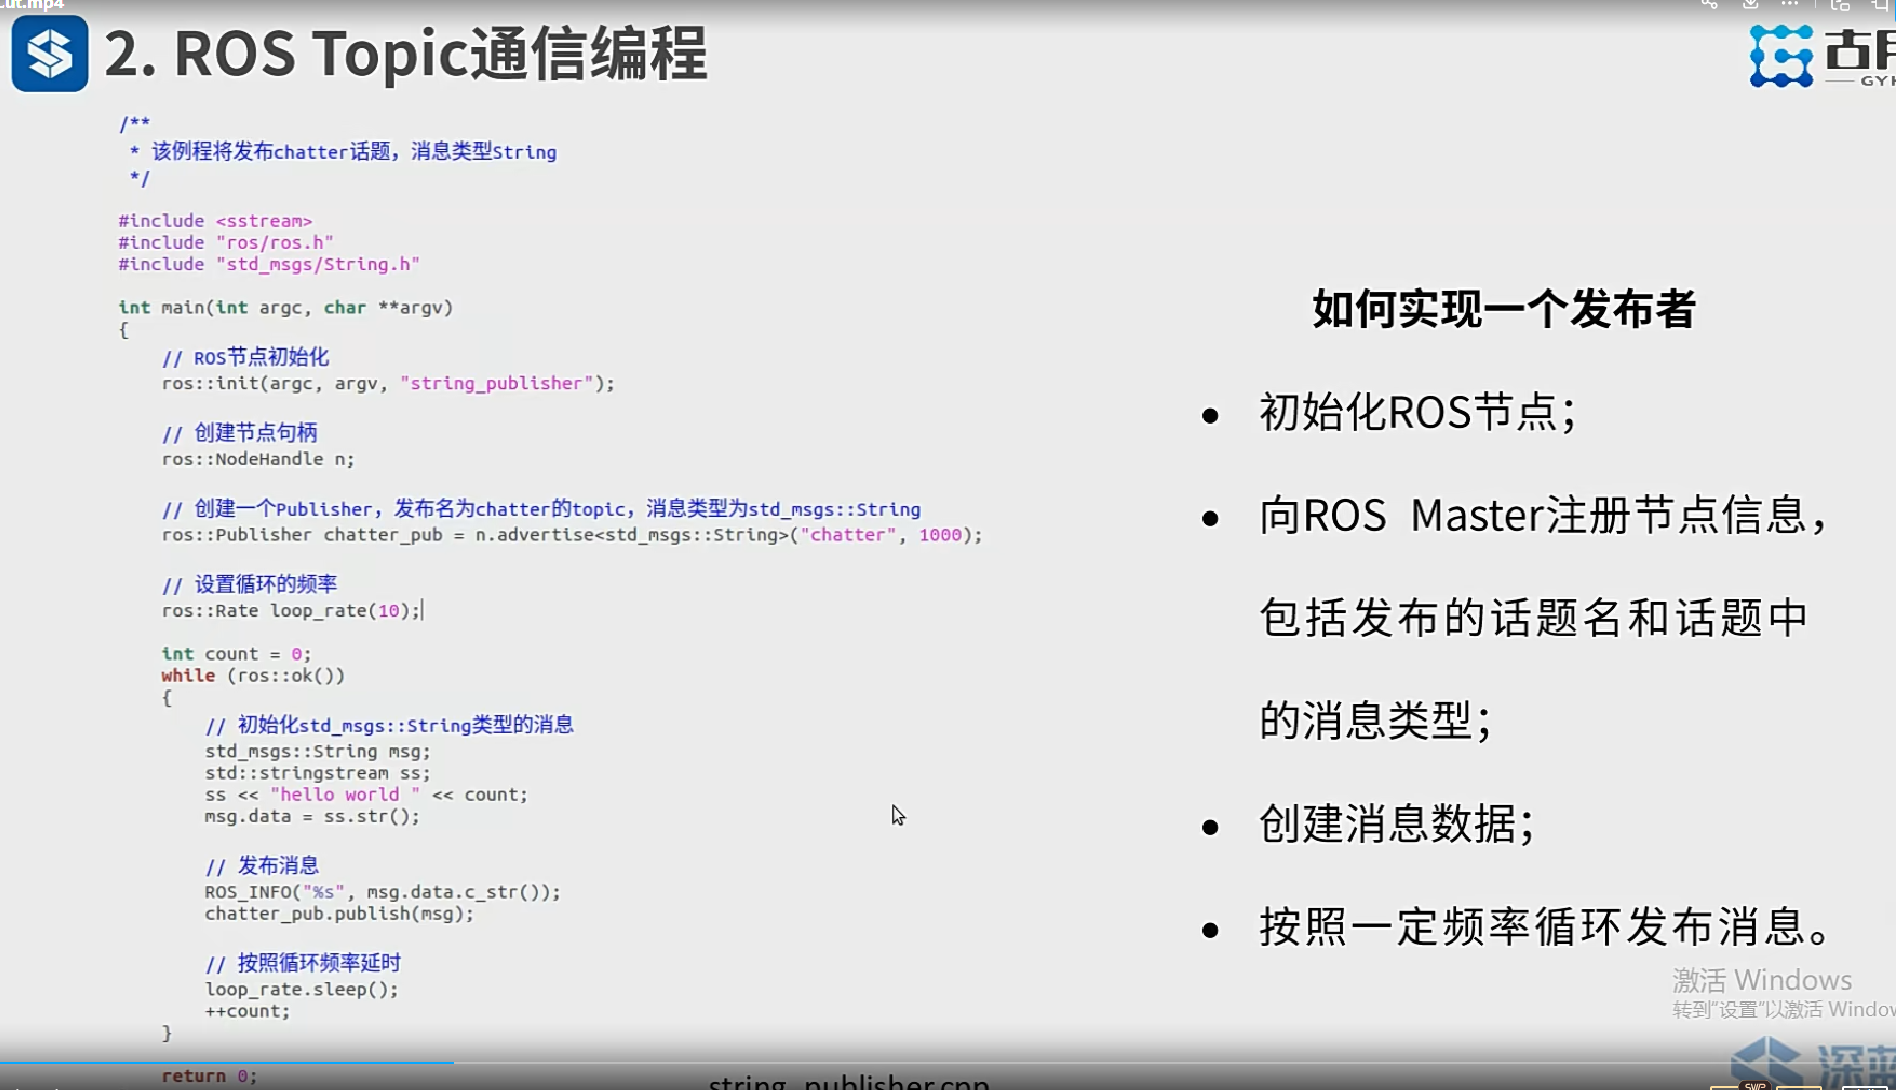 2. ROS Topic通信编程
/**
 * 该例程将发布chatter话题，消息类型String
 */
#include <sstream>
#include "ros/ros.h"
#include "std_msgs/String.h"
int main(int argc, char **argv)
{
// ROS节点初始化
ros::init(argc, argv, "string_publisher");
// 创建节点句柄
ros::NodeHandle n;
// 创建一个Publisher，发布名为chatter的topic，消息类型为std_msgs::String
ros::Publisher chatter_pub = n.advertise<std_msgs::String>("chatter", 1000);
// 设置循环的频率
ros::Rate loop_rate(10);
int count = 0;
while (ros::ok())
{
// 初始化std_msgs::String类型的消息
std_msgs::String msg;
std::stringstream ss;
ss << "hello world " << count;
msg.data = ss.str();
// 发布消息
ROS_INFO("%s", msg.data.c_str());
chatter_pub.publish(msg);
// 按照循环频率延时
loop_rate.sleep();
++count;
}
return 0;
string_publisher.cpp
如何实现一个发布者
● 初始化ROS节点；
● 向ROS Master注册节点信息，
包括发布的话题名和话题中
的消息类型；
● 创建消息数据；
● 按照一定频率循环发布消息。
激活 Windows
转到"设置"以激活 Window
深蓝